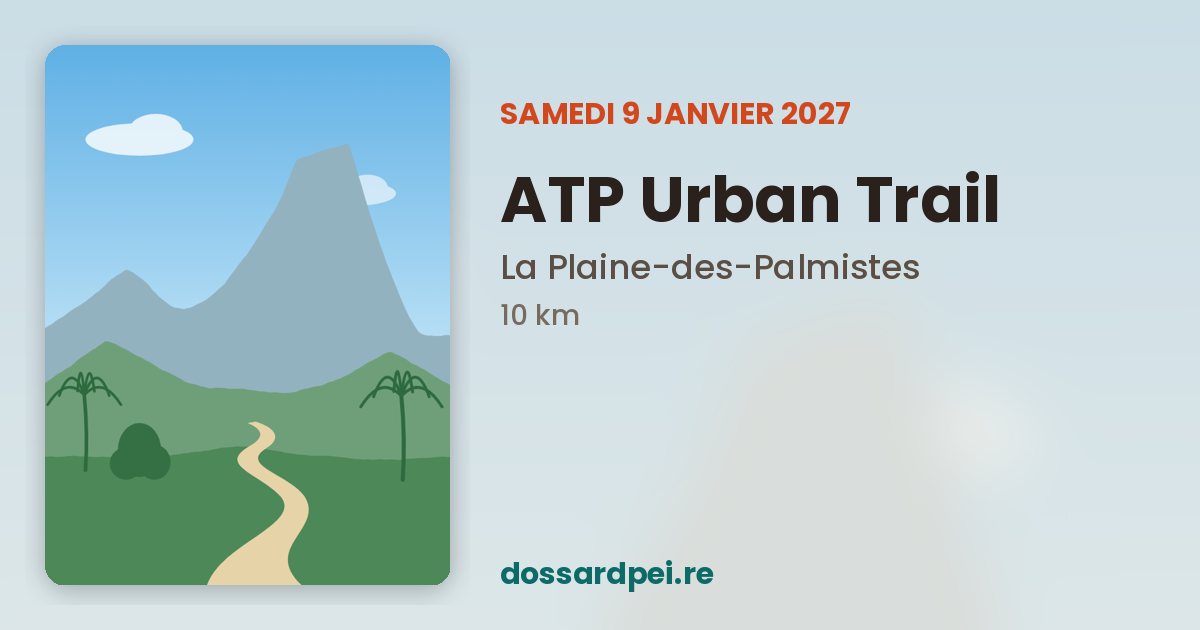 SAMEDI 9 JANVIER 2027
ATP Urban Trail
La Plaine-des-Palmistes
10 km
dossardpei.re